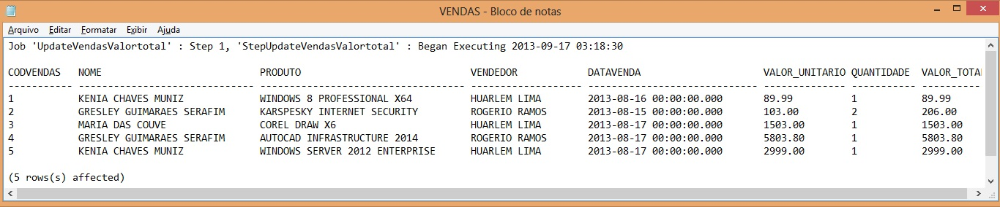 VENDAS - Bloco de notas
Arquivo Editar Formatar Exibir Ajuda
Job 'UpdateVendasValortotal' : Step 1, 'StepUpdateVendasValortotal' : Began Executing 2013-09-17 03:18:30
CODVENDAS NOME PRODUTO VENDEDOR DATAVENDA VALOR_UNITARIO QUANTIDADE VALOR_TOTAL
----------- ------------------------------ ----------------------------------- ------------------- ----------------------------- -------------- ----------- ----------
1 KENIA CHAVES MUNIZ WINDOWS 8 PROFESSIONAL X64 HUARLEM LIMA 2013-08-16 00:00:00.000 89.99 1 89.99
2 GRESLEY GUIMARAES SERAFIM KARSPESKY INTERNET SECURITY ROGERIO RAMOS 2013-08-15 00:00:00.000 103.00 2 206.00
3 MARIA DAS COUVE COREL DRAW X6 HUARLEM LIMA 2013-08-17 00:00:00.000 1503.00 1 1503.00
4 GRESLEY GUIMARAES SERAFIM AUTOCAD INFRASTRUCTURE 2014 ROGERIO RAMOS 2013-08-17 00:00:00.000 5803.80 1 5803.80
5 KENIA CHAVES MUNIZ WINDOWS SERVER 2012 ENTERPRISE HUARLEM LIMA 2013-08-17 00:00:00.000 2999.00 1 2999.00
(5 rows(s) affected)